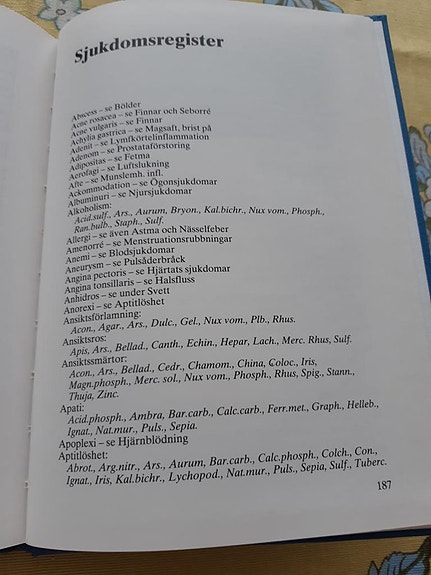 Sjukdomsregister
Abscess – se Bölder
Acne rosacea – se Finnar och Seborré
Acne vulgaris – se Finnar
Achylia gastrica – se Magsaft, brist på
Adenit – se Lymfkörtelinflammation
Adenom – se Prostataförstoring
Adipositas – se Fetma
Aerofagi – se Luftslukning
Afte – se Munslemh. infl.
Ackommodation – se Ögonsjukdomar
Albuminuri – se Njursjukdomar
Alkoholism:
Acid.sulf., Ars., Aurum, Bryon., Kal.bichr., Nux vom., Phosph.,
Ran.bulb., Staph., Sulf.
Allergi – se även Astma och Nässelfeber
Amenorré – se Menstruationsrubbningar
Anemi – se Blodsjukdomar
Aneurysm – se Pulsåderbråck
Angina pectoris – se Hjärtats sjukdomar
Angina tonsillaris – se Halsfluss
Anhidros – se under Svett
Anorexi – se Aptitlöshet
Ansiktsförlamning:
Acon., Agar., Ars., Dulc., Gel., Nux vom., Plb., Rhus.
Ansiktsros:
Apis, Ars., Bellad., Canth., Echin., Hepar, Lach., Merc. Rhus, Sulf.
Ansiktssmärtor:
Acon., Ars., Bellad., Cedr., Chamom., China, Coloc., Iris,
Magn.phosph., Merc. sol., Nux vom., Phosph., Rhus, Spig., Stann.,
Thuja, Zinc.
Apati:
Acid.phosph., Ambra, Bar.carb., Calc.carb., Ferr.met., Graph., Helleb.,
Ignat., Nat.mur., Puls., Sepia.
Apoplexi – se Hjärnblödning
Aptitlöshet:
Abrot., Arg.nitr., Ars., Aurum, Bar.carb., Calc.phosph., Colch., Con.,
Ignat., Iris, Kal.bichr., Lychopod., Nat.mur., Puls., Sepia, Sulf., Tuberc.
187